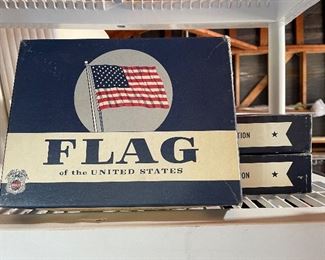 FLAG
of the UNITED STATES
TION
TION